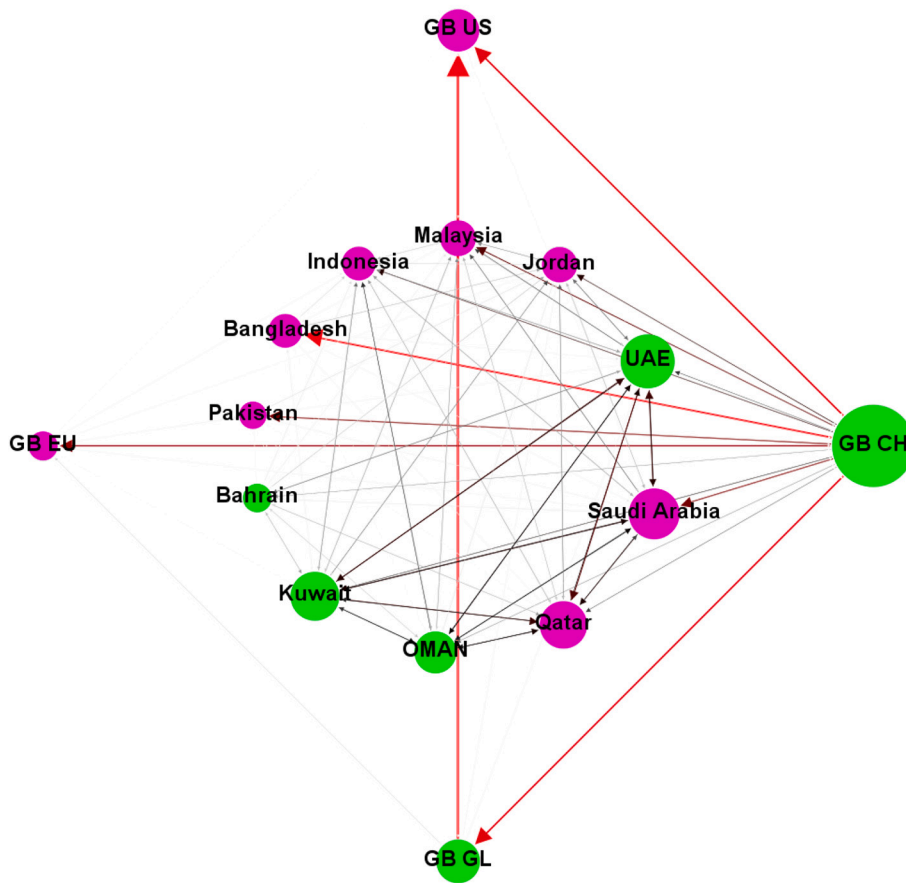 GB US
Malaysia
Indonesia
Jordan
Bangladesh
UAE
Pakistan
GB EU
GB CH
Bahrain
Saudi Arabia
Kuwait
Qatar
OMAN
GB GL